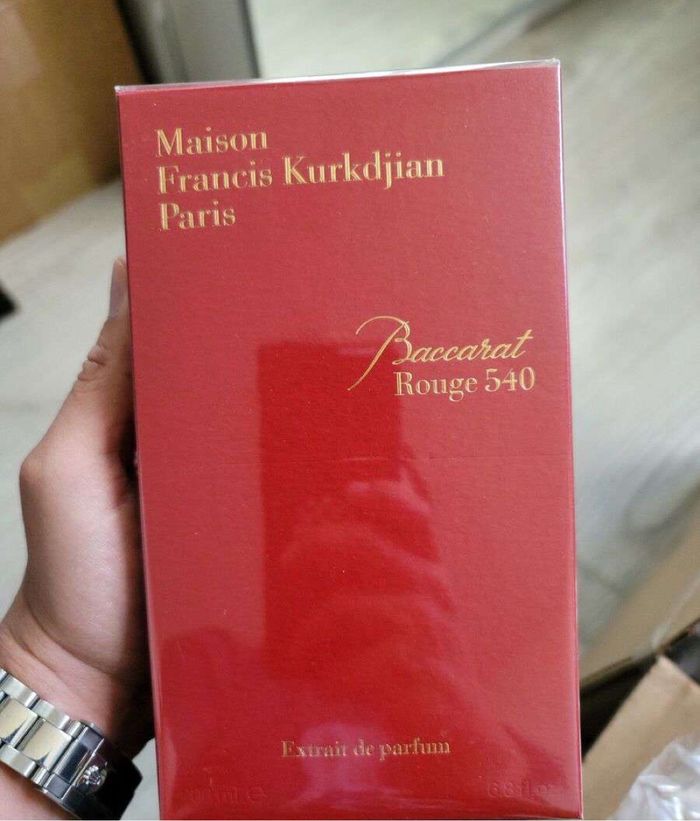 Maison
Francis Kurkdjian
Paris
Baccarat
Rouge 540
Extrait de parfum